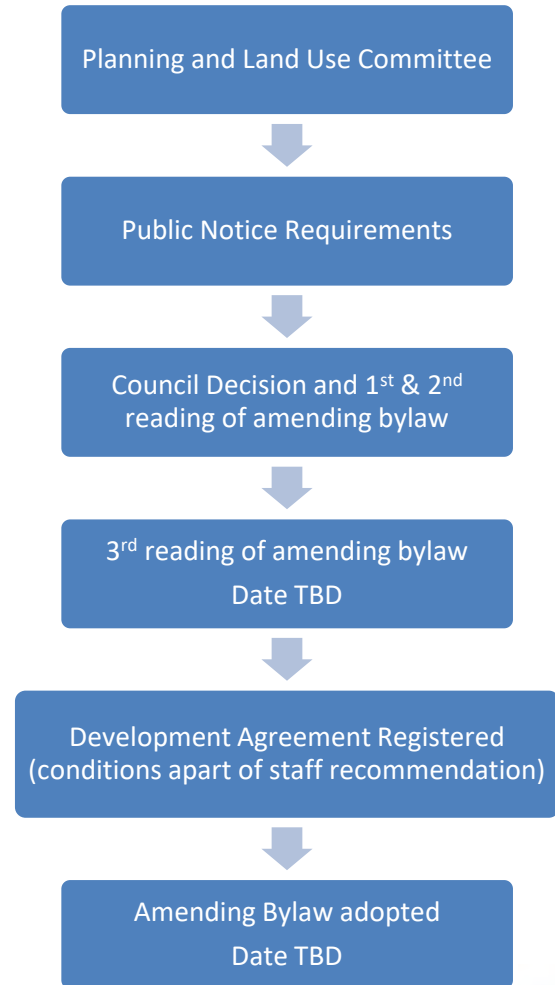 Planning and Land Use Committee
Public Notice Requirements
Council Decision and 1st & 2nd
reading of amending bylaw
3rd reading of amending bylaw
Date TBD
Development Agreement Registered
(conditions apart of staff recommendation)
Amending Bylaw adopted
Date TBD